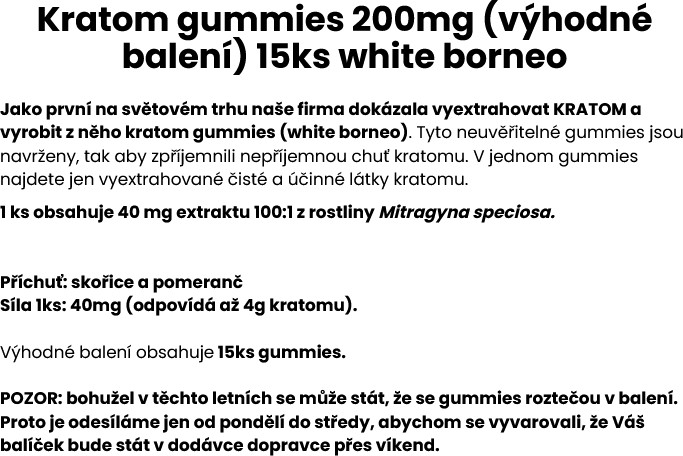 Kratom gummies 200mg (výhodné
balení) 15ks white borneo
Jako první na světovém trhu naše firma dokázala vyextrahovat KRATOM a
vyrobit z něho kratom gummies (white borneo). Tyto neuvěřitelné gummies jsou
navrženy, tak aby zpříjemnili nepříjemnou chuť kratomu. V jednom gummies
najdete jen vyextrahované čisté a účinné látky kratomu.
1 ks obsahuje 40 mg extraktu 100:1 z rostliny Mitragyna speciosa.
Příchuť: skořice a pomeranč
Síla 1ks: 40mg (odpovídá až 4g kratomu).
Výhodné balení obsahuje 15ks gummies.
POZOR: bohužel v těchto letních se může stát, že se gummies roztečou v balení.
Proto je odesíláme jen od pondělí do středy, abychom se vyvarovali, že Váš
balíček bude stát v dodávce dopravce přes víkend.